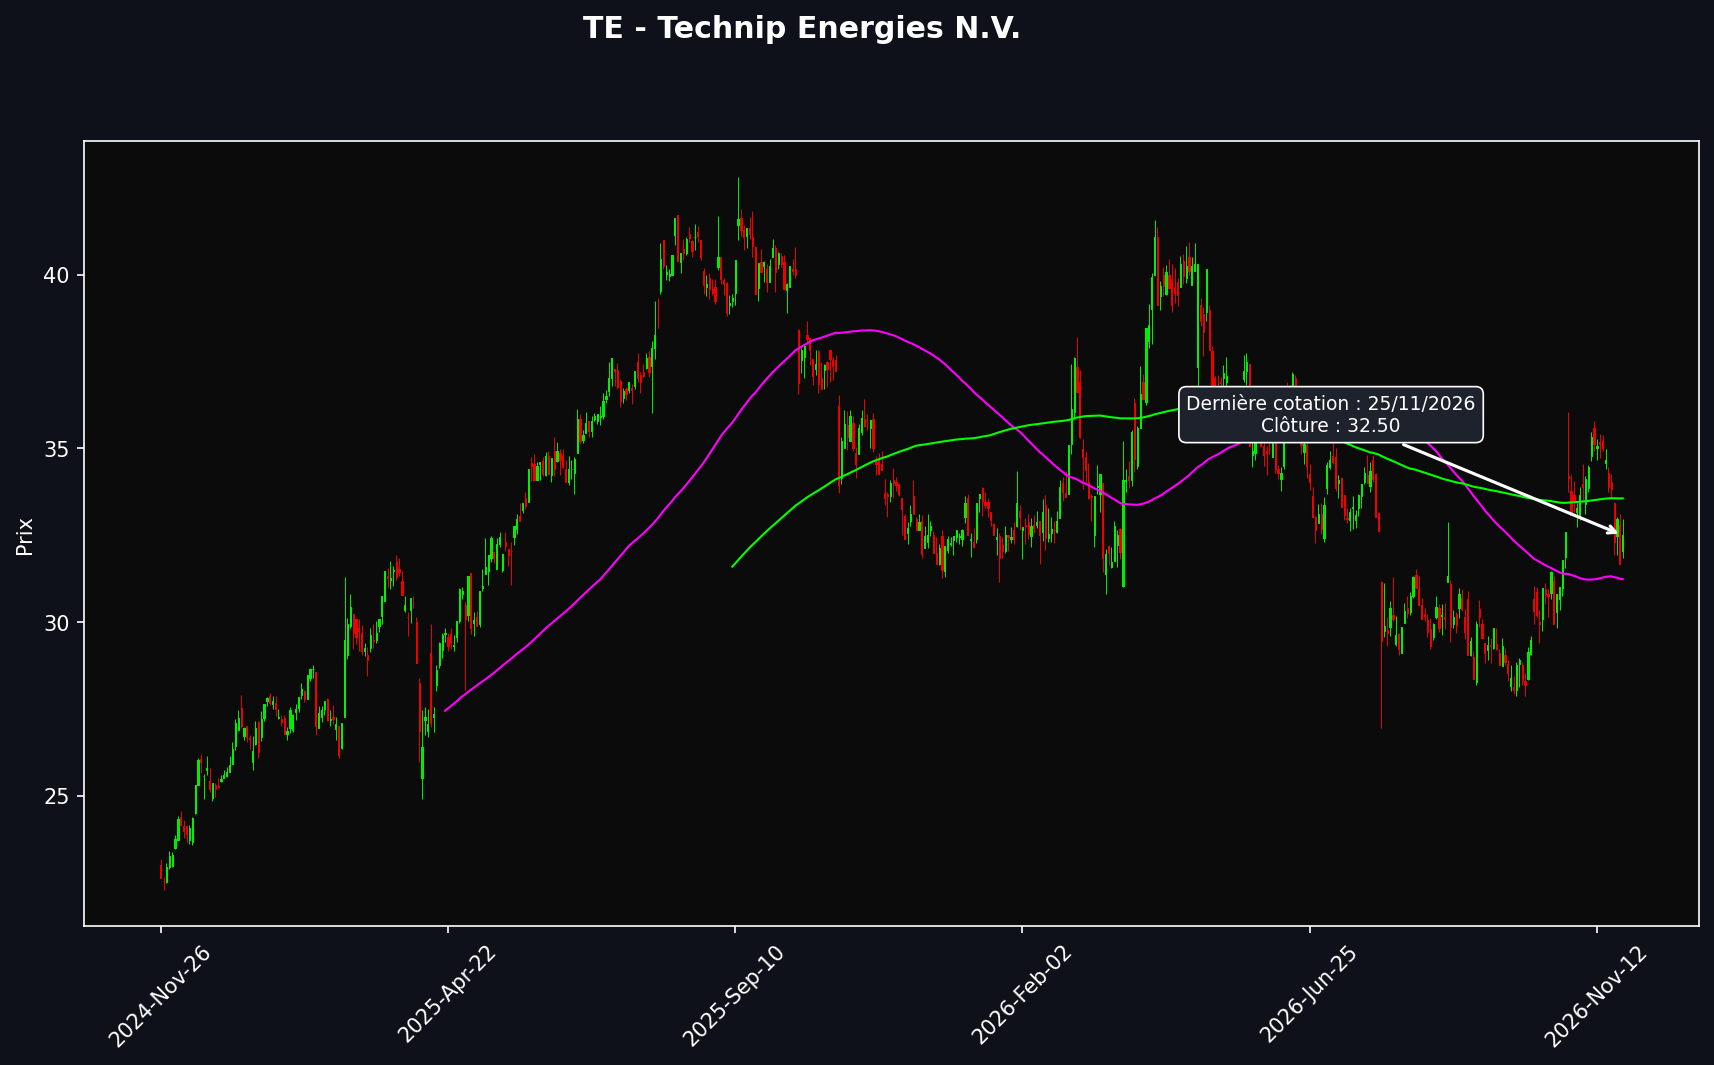 TE - Technip Energies N.V.
Prix
40
35
30
25
Dernière cotation : 25/11/2026
Clôture : 32.50
2024-Nov-26
2025-Apr-22
2025-Sep-10
2026-Feb-02
2026-Jun-25
2026-Nov-12